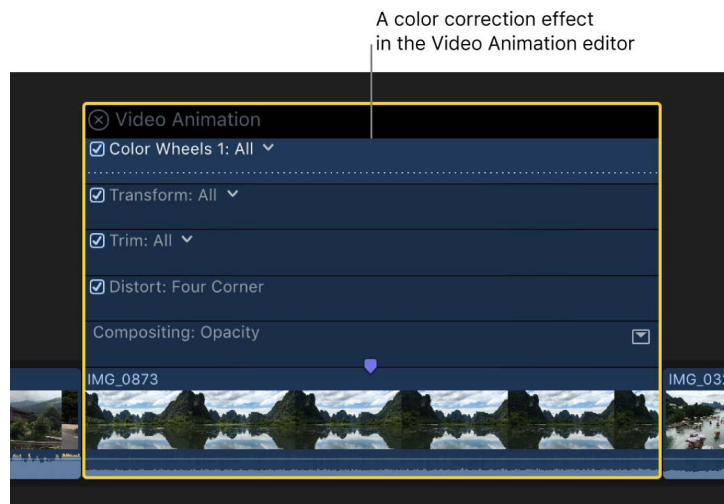 A color correction effect
in the Video Animation editor
Video Animation
Color Wheels 1: All
Transform: All
Trim: All
Distort: Four Corner
Compositing: Opacity
IMG_0873
IMG_032